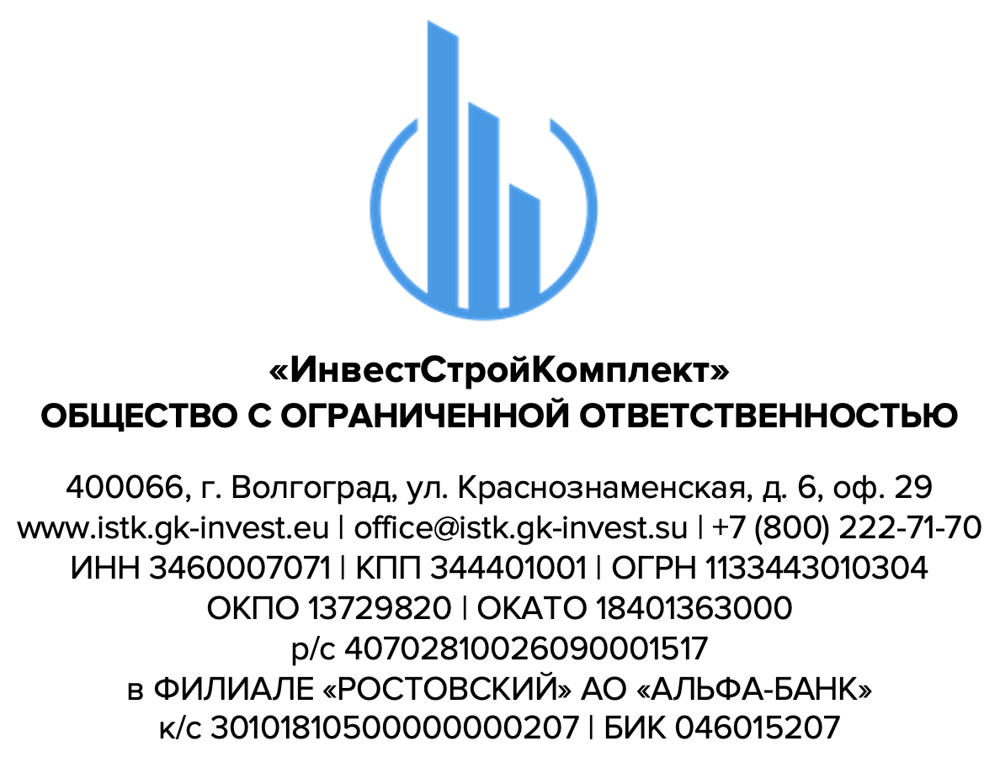 «ИнвестСтройКомплект»
ОБЩЕСТВО С ОГРАНИЧЕННОЙ ОТВЕТСТВЕННОСТЬЮ
400066, г. Волгоград, ул. Краснознаменская, д. 6, оф. 29
www.istk.gk-invest.eu | office@istk.gk-invest.su | +7 (800) 222-71-70
ИНН 3460007071 | КПП 344401001 | ОГРН 1133443010304
ОКПО 13729820 | ОКАТО 18401363000
р/с 40702810026090001517
в ФИЛИАЛЕ «РОСТОВСКИЙ» АО «АЛЬФА-БАНК»
к/с 30101810500000000207 | БИК 046015207